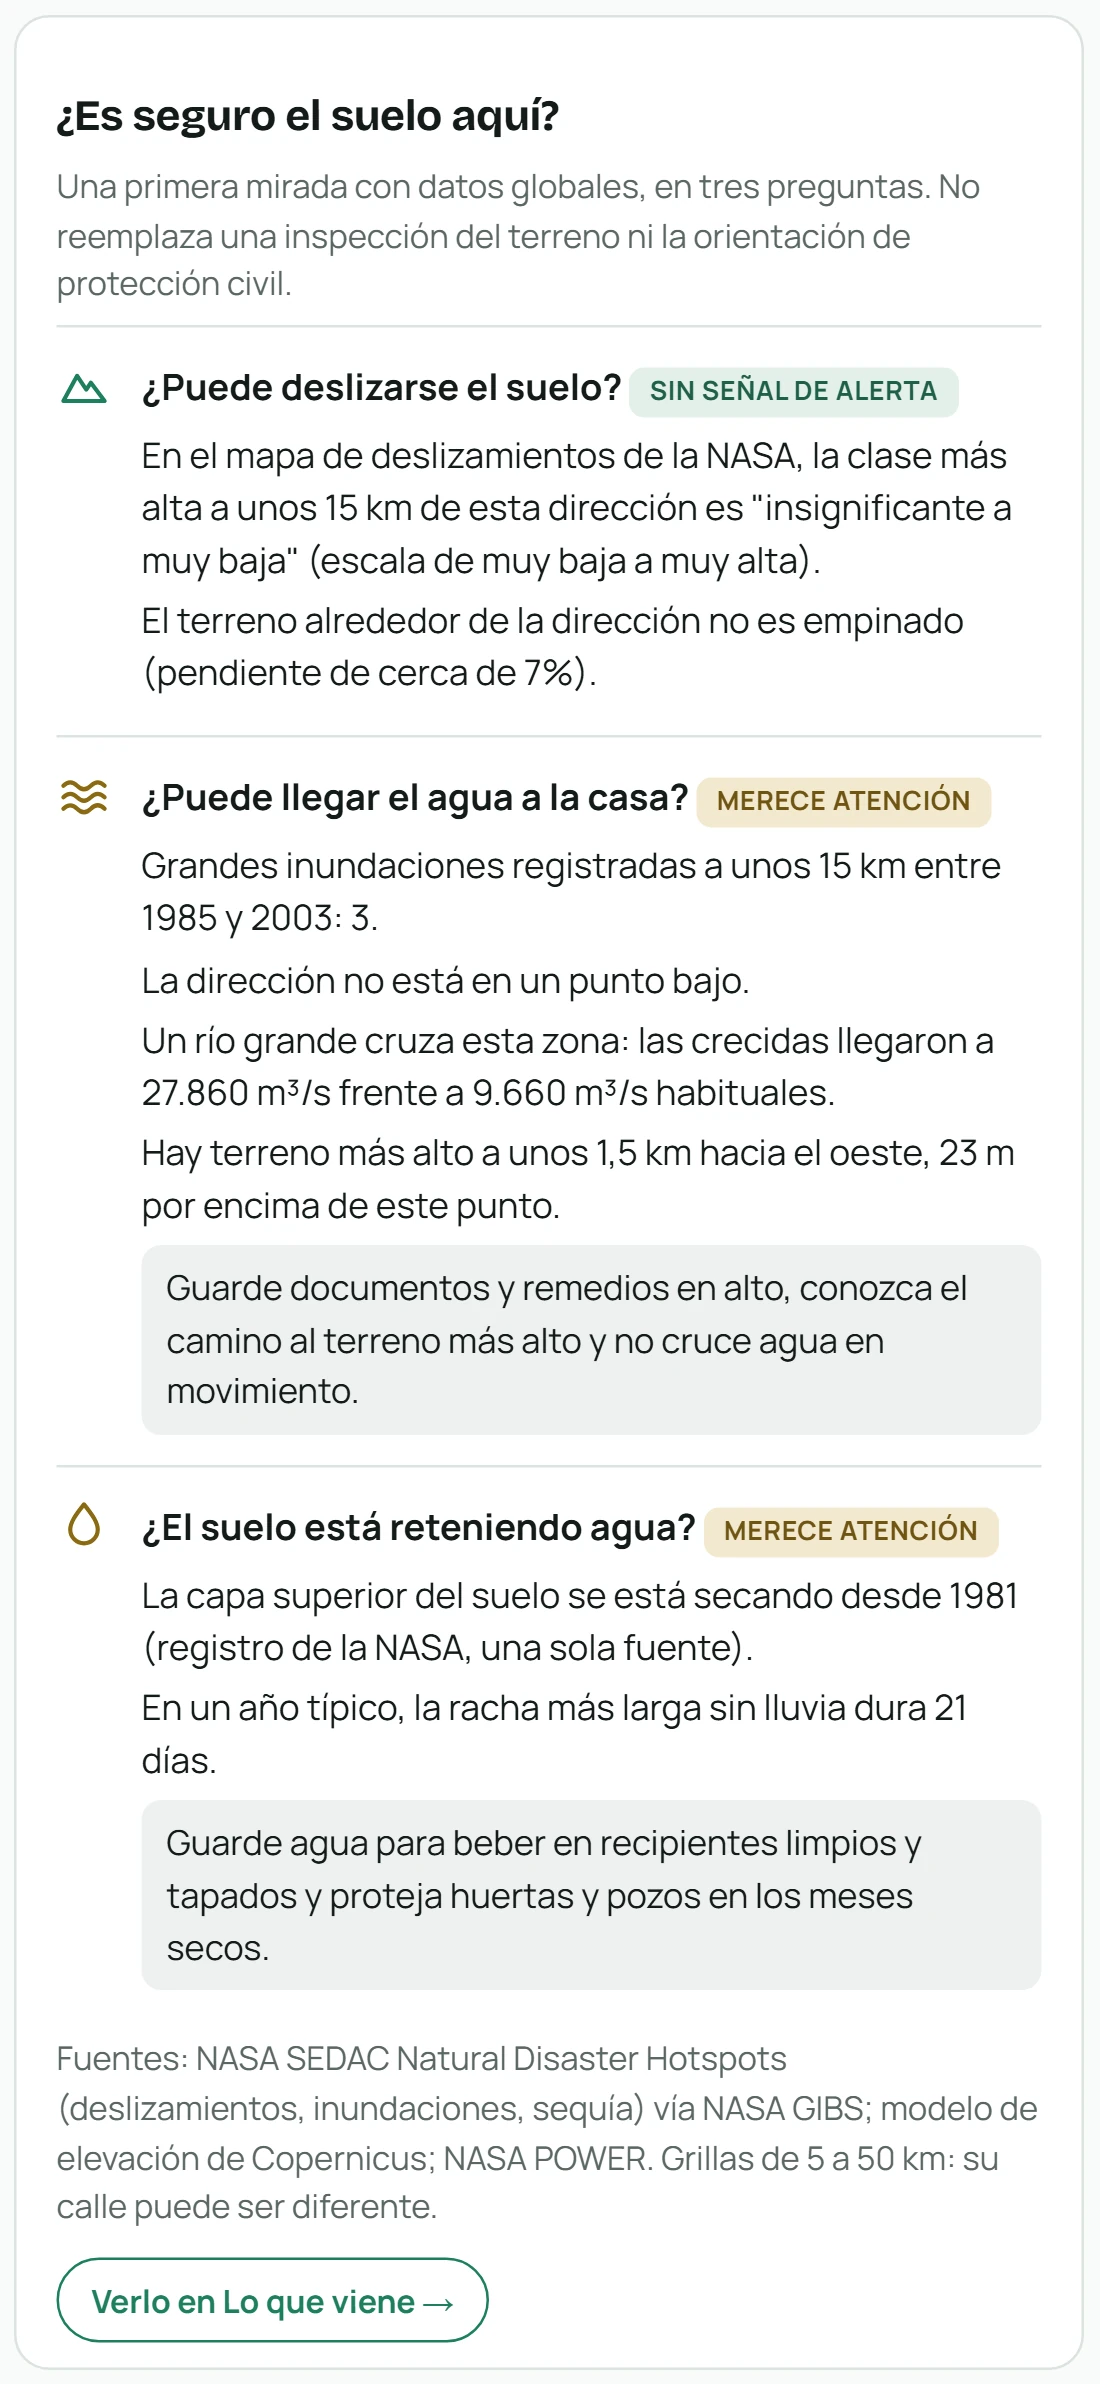 ¿Es seguro el suelo aquí?
Una primera mirada con datos globales, en tres preguntas. No
reemplaza una inspección del terreno ni la orientación de
protección civil.
¿Puede deslizarse el suelo? SIN SEÑAL DE ALERTA
En el mapa de deslizamientos de la NASA, la clase más
alta a unos 15 km de esta dirección es "insignificante a
muy baja" (escala de muy baja a muy alta).
El terreno alrededor de la dirección no es empinado
(pendiente de cerca de 7%).
¿Puede llegar el agua a la casa? MERECE ATENCIÓN
Grandes inundaciones registradas a unos 15 km entre
1985 y 2003: 3.
La dirección no está en un punto bajo.
Un río grande cruza esta zona: las crecidas llegaron a
27.860 m³/s frente a 9.660 m³/s habituales.
Hay terreno más alto a unos 1,5 km hacia el oeste, 23 m
por encima de este punto.
Guarde documentos y remedios en alto, conozca el
camino al terreno más alto y no cruce agua en
movimiento.
¿El suelo está reteniendo agua? MERECE ATENCIÓN
La capa superior del suelo se está secando desde 1981
(registro de la NASA, una sola fuente).
En un año típico, la racha más larga sin lluvia dura 21
días.
Guarde agua para beber en recipientes limpios y
tapados y proteja huertas y pozos en los meses
secos.
Fuentes: NASA SEDAC Natural Disaster Hotspots
(deslizamientos, inundaciones, sequía) vía NASA GIBS; modelo de
elevación de Copernicus; NASA POWER. Grillas de 5 a 50 km: su
calle puede ser diferente.
Verlo en Lo que viene →